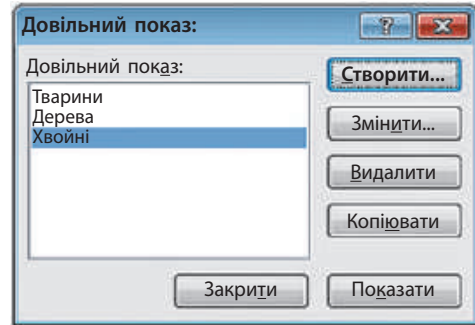 Довільний показ:
Довільний показ:
Тварини
Дерева
Хвойні
Створити...
Змінити...
Видалити
Копіювати
Закрити
Показати